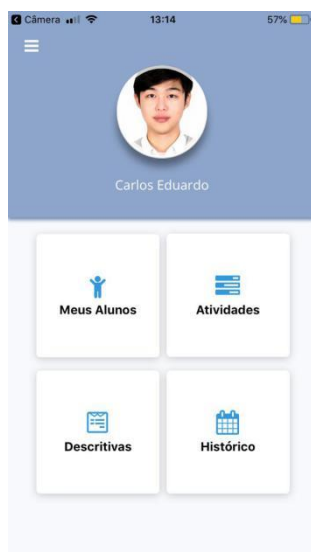 Câmera 13:14 57%
Carlos Eduardo
Meus Alunos Atividades
Descritivas Histórico